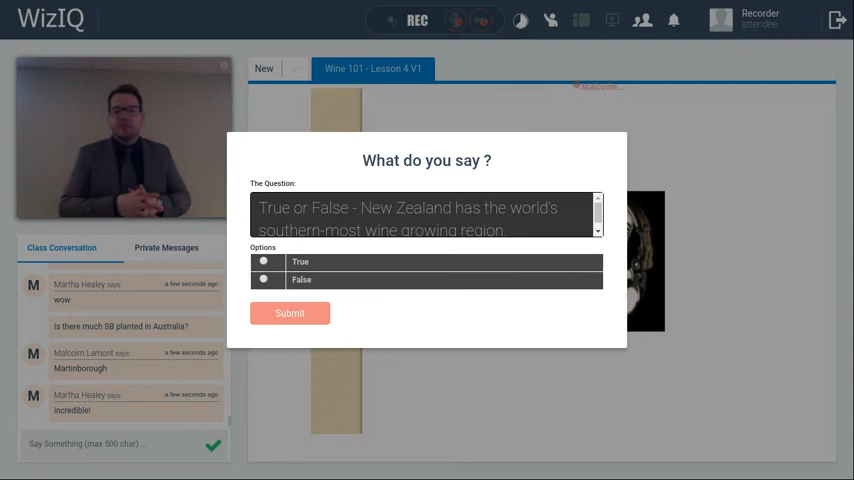 WizIQ
REC
Recorder
attendee
New
Wine 101 - Lesson 4 V1
Malcolm...
What do you say ?
The Question:
True or False - New Zealand has the world's
southern-most wine growing region.
Options
True
False
Submit
Class Conversation
Private Messages
M
Martha Healey says:
a few seconds ago
wow
Is there much SB planted in Australia?
M
Malcolm Lamont says:
a few seconds ago
Martinborough
M
Martha Healey says:
a few seconds ago
incredible!
Say Something (max 500 char) ...